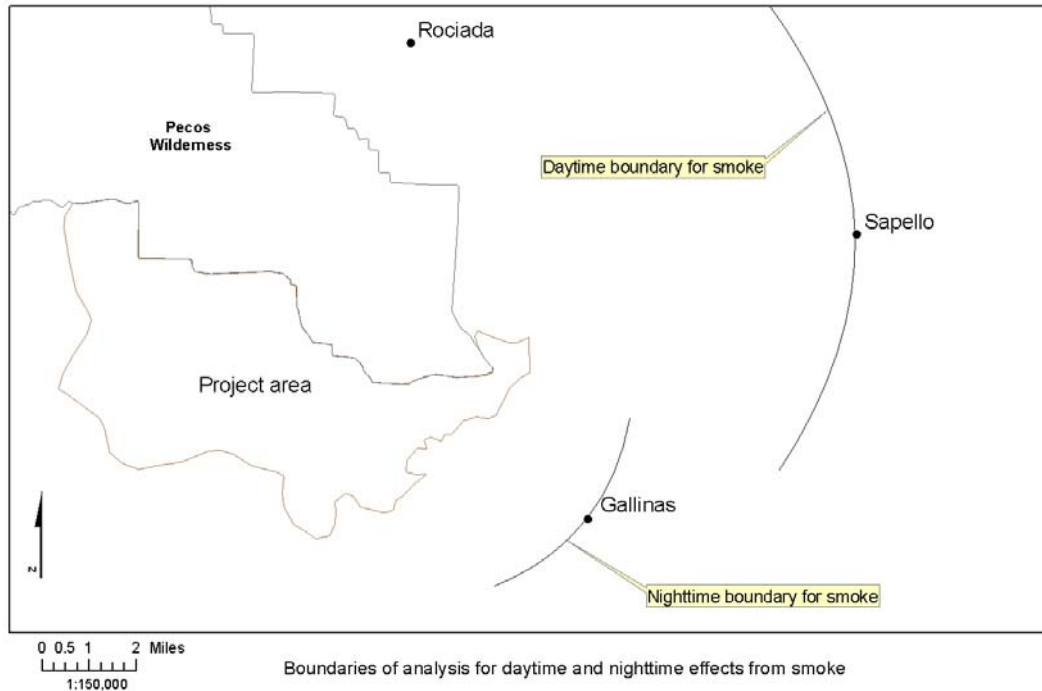 Rociada
Pecos
Wilderness
Daytime boundary for smoke
Sapello
Project area
Gallinas
Nighttime boundary for smoke
N
0 0.5 1 2 Miles
1:150,000
Boundaries of analysis for daytime and nighttime effects from smoke